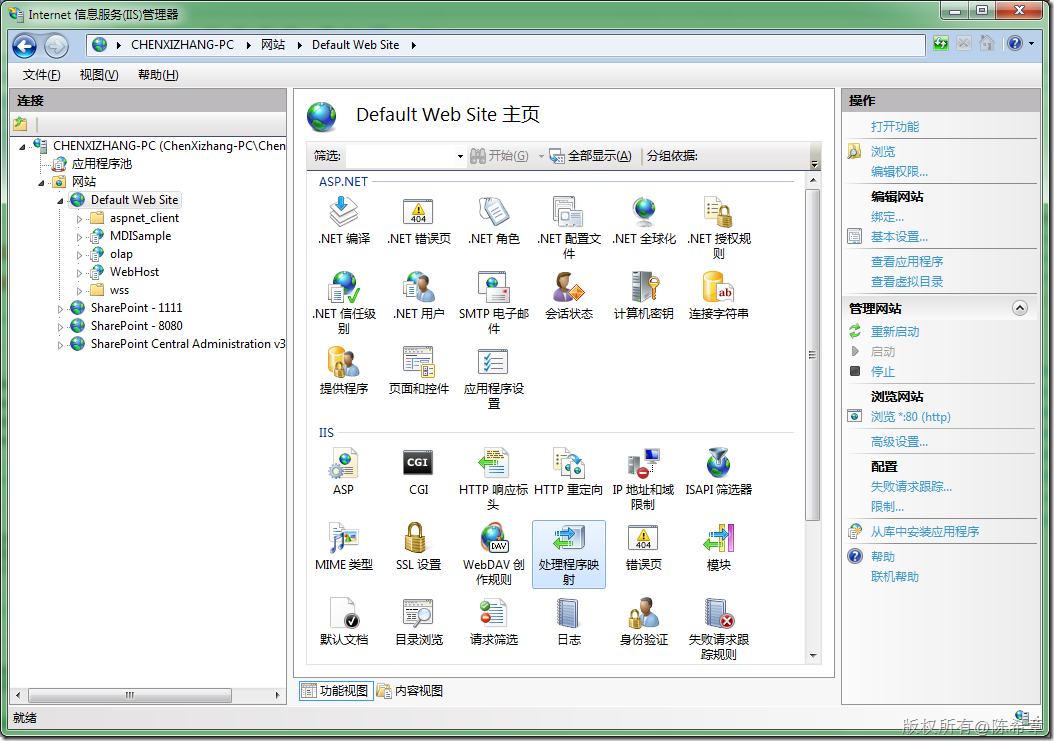 Internet 信息服务(IIS)管理器
CHENXIZHANG-PC 网站 Default Web Site
文件(F) 视图(V) 帮助(H)
连接
CHENXIZHANG-PC (ChenXizhang-PC\Chen
应用程序池
网站
Default Web Site
aspnet_client
MDISample
olap
WebHost
wss
SharePoint - 1111
SharePoint - 8080
SharePoint Central Administration v3
Default Web Site 主页
筛选: 开始(G) 全部显示(A) 分组依据:
ASP.NET
.NET 编译
.NET 错误页
404
.NET 角色
.NET 配置文
件
.NET 全球化
.NET 授权规
则
.NET 信任级
别
.NET 用户
SMTP 电子邮
件
会话状态
计算机密钥
ab
连接字符串
提供程序
页面和控件
应用程序设
置
IIS
ASP
CGI
CGI
HTTP 响应标
头
HTTP 重定向
IP 地址和域
限制
ISAPI 筛选器
MIME 类型
SSL 设置
DAV
WebDAV 创
作规则
处理程序映
射
404
错误页
模块
默认文档
目录浏览
请求筛选
日志
身份验证
失败请求跟
踪规则
功能视图 内容视图
操作
打开功能
浏览
编辑权限...
编辑网站
绑定...
基本设置...
查看应用程序
查看虚拟目录
管理网站
重新启动
启动
停止
浏览网站
浏览 *:80 (http)
高级设置...
配置
失败请求跟踪...
限制...
从库中安装应用程序
帮助
联机帮助
就绪
版权所有@陈希章